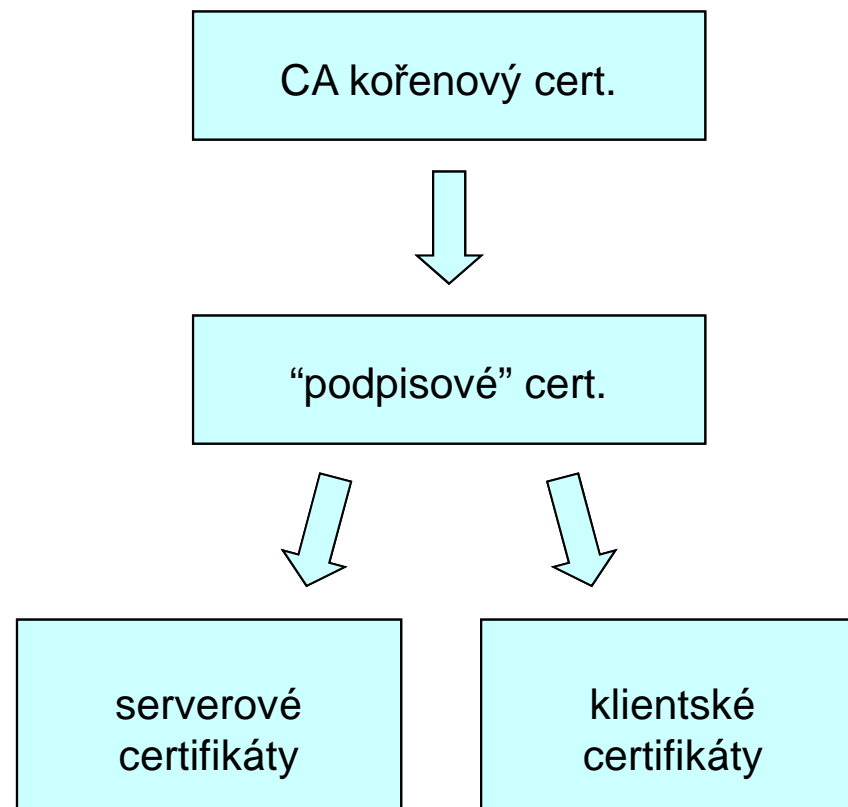 CA kořenový cert.
“podpisové” cert.
serverové
certifikáty
klientské
certifikáty